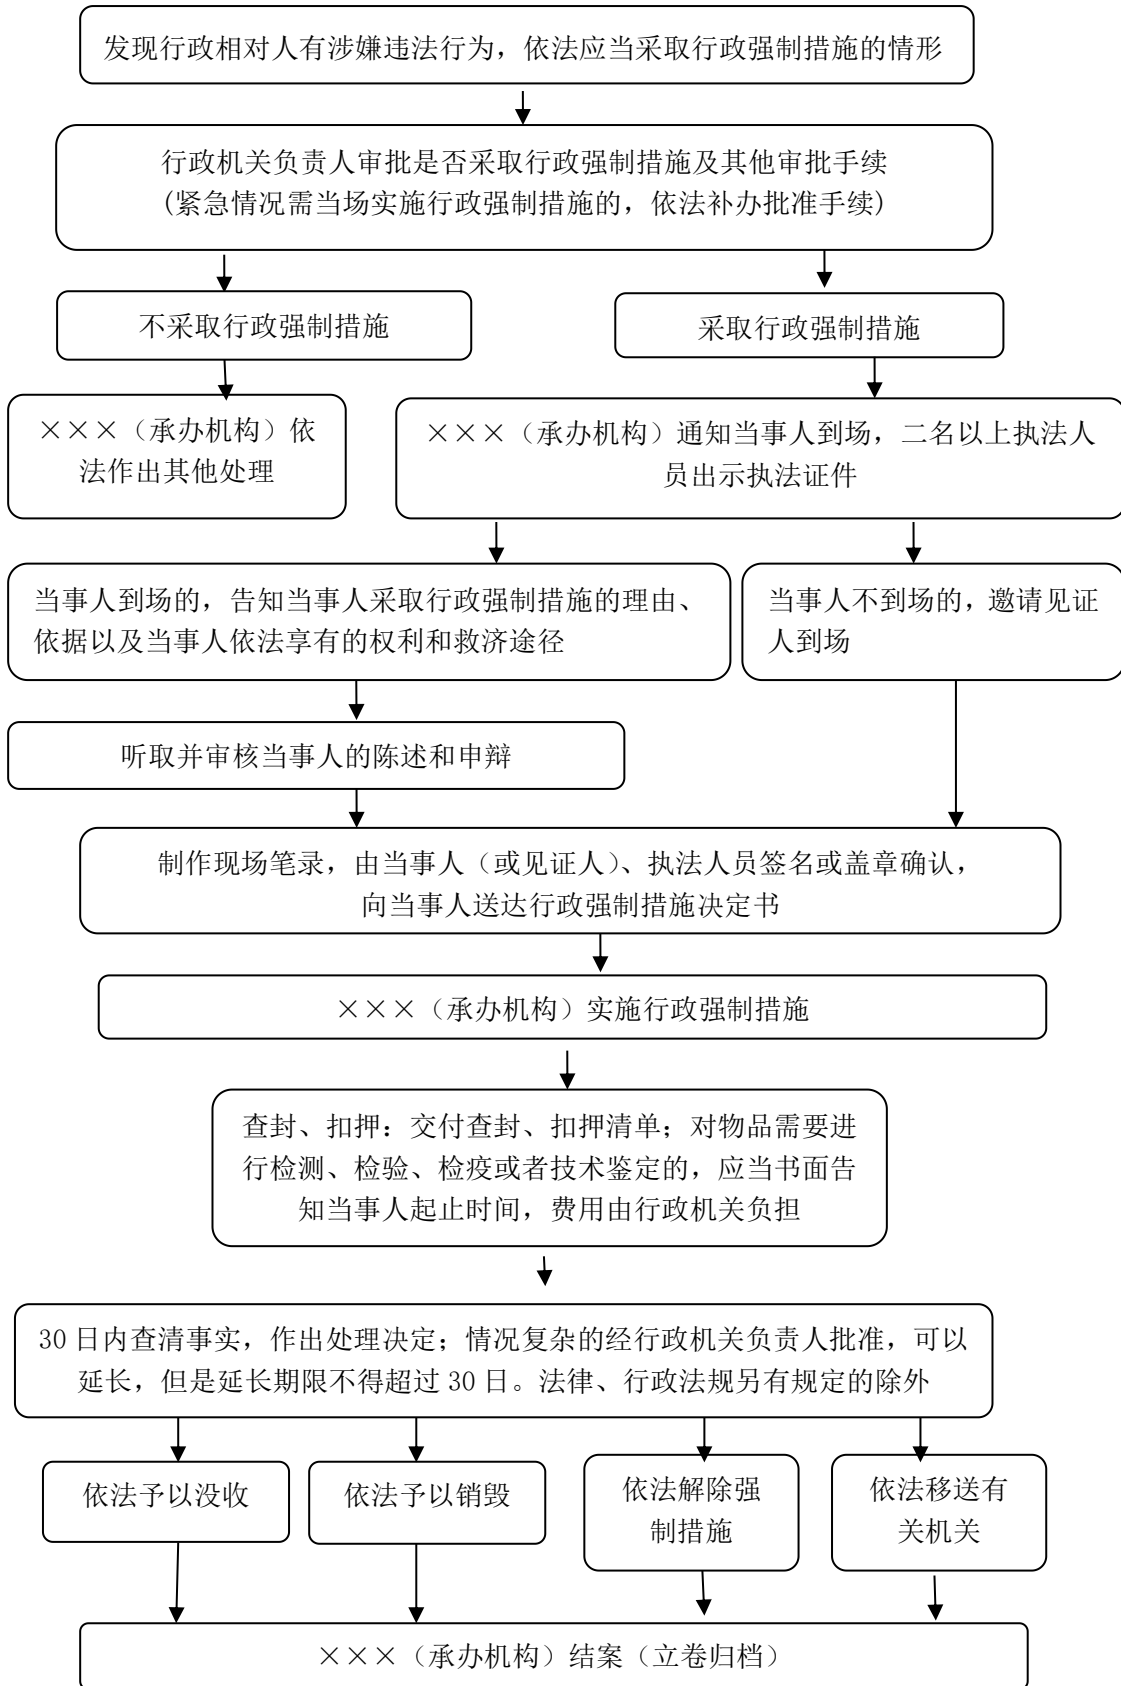 发现行政相对人有涉嫌违法行为，依法应当采取行政强制措施的情形
行政机关负责人审批是否采取行政强制措施及其他审批手续
(紧急情况需当场实施行政强制措施的，依法补办批准手续)
不采取行政强制措施
采取行政强制措施
×××（承办机构）依
法作出其他处理
×××（承办机构）通知当事人到场，二名以上执法人
员出示执法证件
当事人到场的，告知当事人采取行政强制措施的理由、
依据以及当事人依法享有的权利和救济途径
当事人不到场的，邀请见证
人到场
听取并审核当事人的陈述和申辩
制作现场笔录，由当事人（或见证人）、执法人员签名或盖章确认，
向当事人送达行政强制措施决定书
×××（承办机构）实施行政强制措施
查封、扣押：交付查封、扣押清单；对物品需要进
行检测、检验、检疫或者技术鉴定的，应当书面告
知当事人起止时间，费用由行政机关负担
30日内查清事实，作出处理决定；情况复杂的经行政机关负责人批准，可以
延长，但是延长期限不得超过30日。法律、行政法规另有规定的除外
依法予以没收
依法予以销毁
依法解除强
制措施
依法移送有
关机关
×××（承办机构）结案（立卷归档）